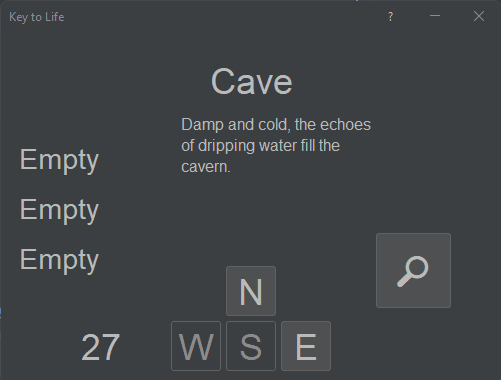 Key to Life
?
Cave
Damp and cold, the echoes
of dripping water fill the
cavern.
Empty
Empty
Empty
N
27
W S E